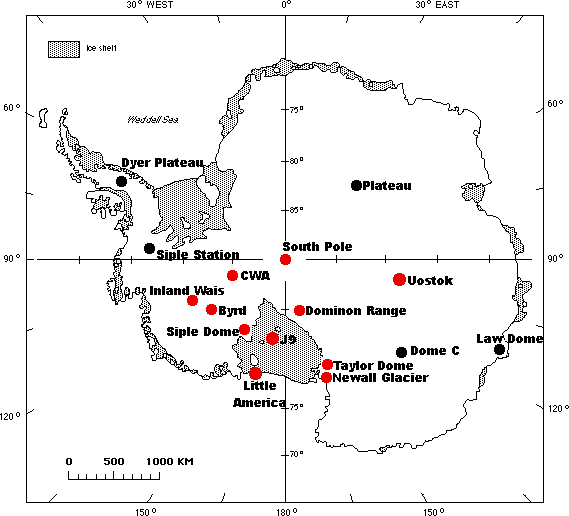 30° WEST 0° 30° EAST
Ice shelf
60° 60°
Weddell Sea
75°
Dyer Plateau
80°
Plateau
85°
South Pole
Siple Station
90° 90°
CWA
Uostok
Inland Wais
Byrd
Dominon Range
Siple Dome
J9
Law Dome
Dome C
Taylor Dome
Newall Glacier
Little
America
75°
120° 120°
70°
0 500 1000 KM
150° 180° 150°